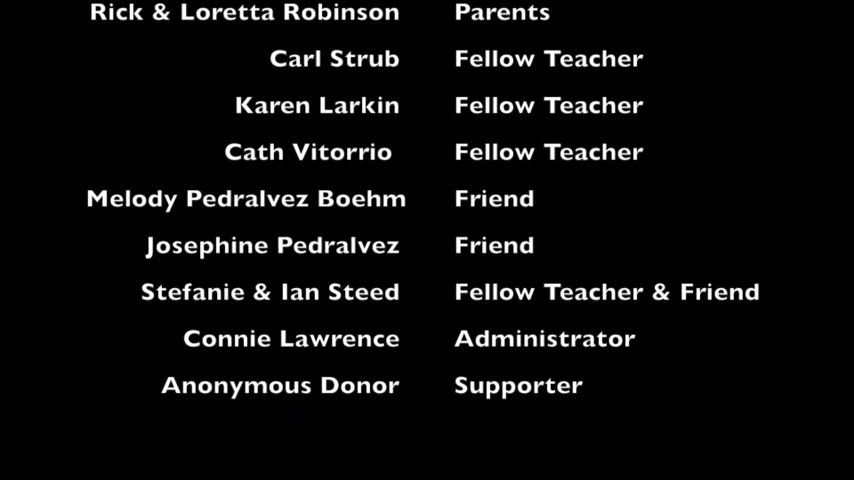 Rick & Loretta Robinson Parents
Carl Strub Fellow Teacher
Karen Larkin Fellow Teacher
Cath Vitorrio Fellow Teacher
Melody Pedralvez Boehm Friend
Josephine Pedralvez Friend
Stefanie & Ian Steed Fellow Teacher & Friend
Connie Lawrence Administrator
Anonymous Donor Supporter